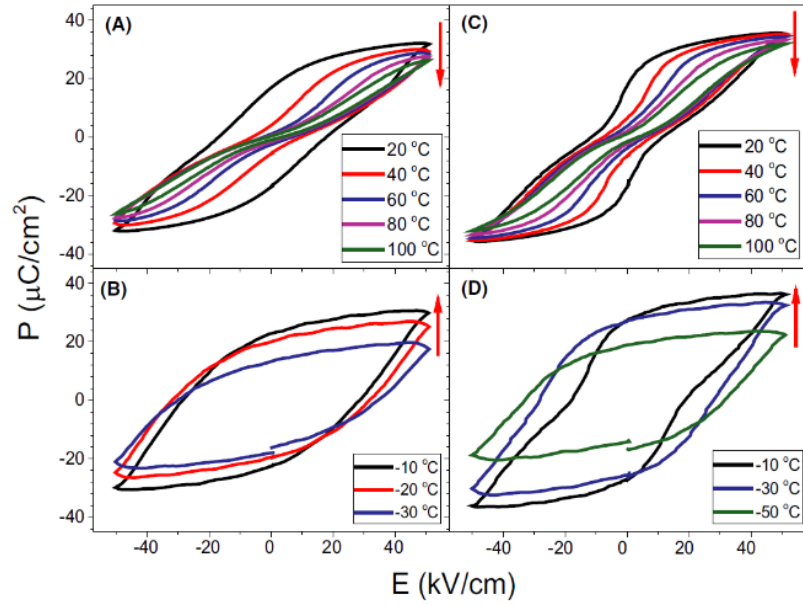 (A)
40
20
0
-20
-40
20 °C
40 °C
60 °C
80 °C
100 °C
(C)
20 °C
40 °C
60 °C
80 °C
100 °C
P (μC/cm²)
(B)
40
20
0
-20
-40
-10 °C
-20 °C
-30 °C
(D)
-10 °C
-30 °C
-50 °C
-40 -20 0 20 40 -40 -20 0 20 40
E (kV/cm)